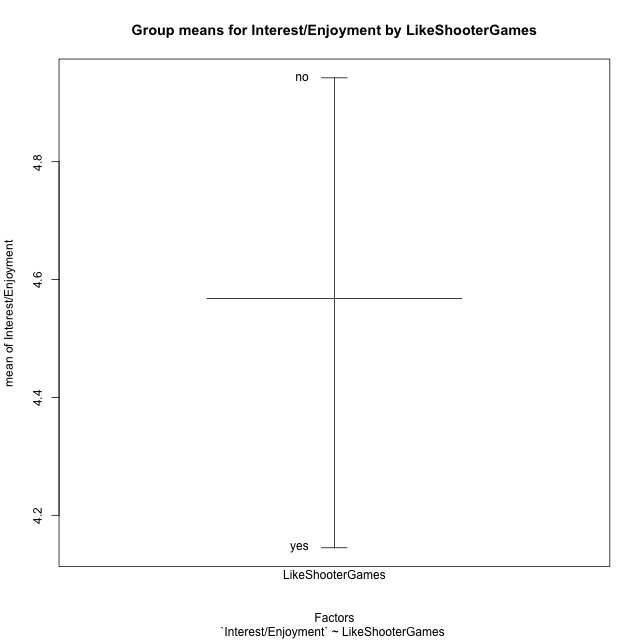 Group means for Interest/Enjoyment by LikeShooterGames
no
4.8
4.6
mean of Interest/Enjoyment
4.4
4.2
yes
LikeShooterGames
Factors
`Interest/Enjoyment` ~ LikeShooterGames